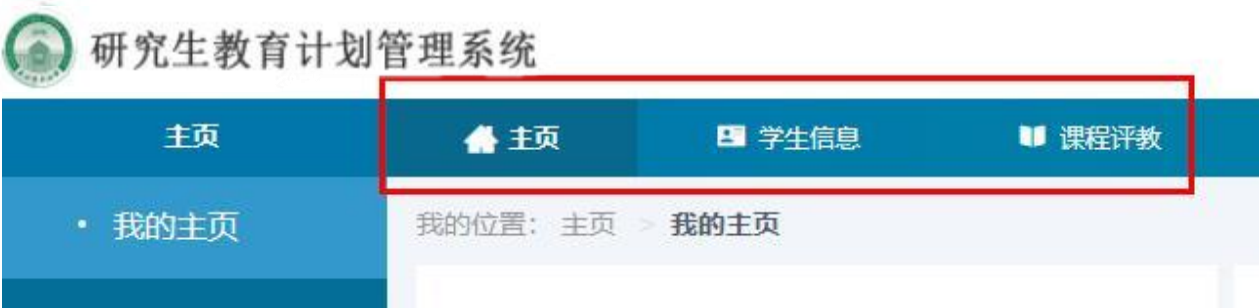 研究生教育计划管理系统
主页 主页 学生信息 课程评教
· 我的主页 我的位置： 主页 > 我的主页